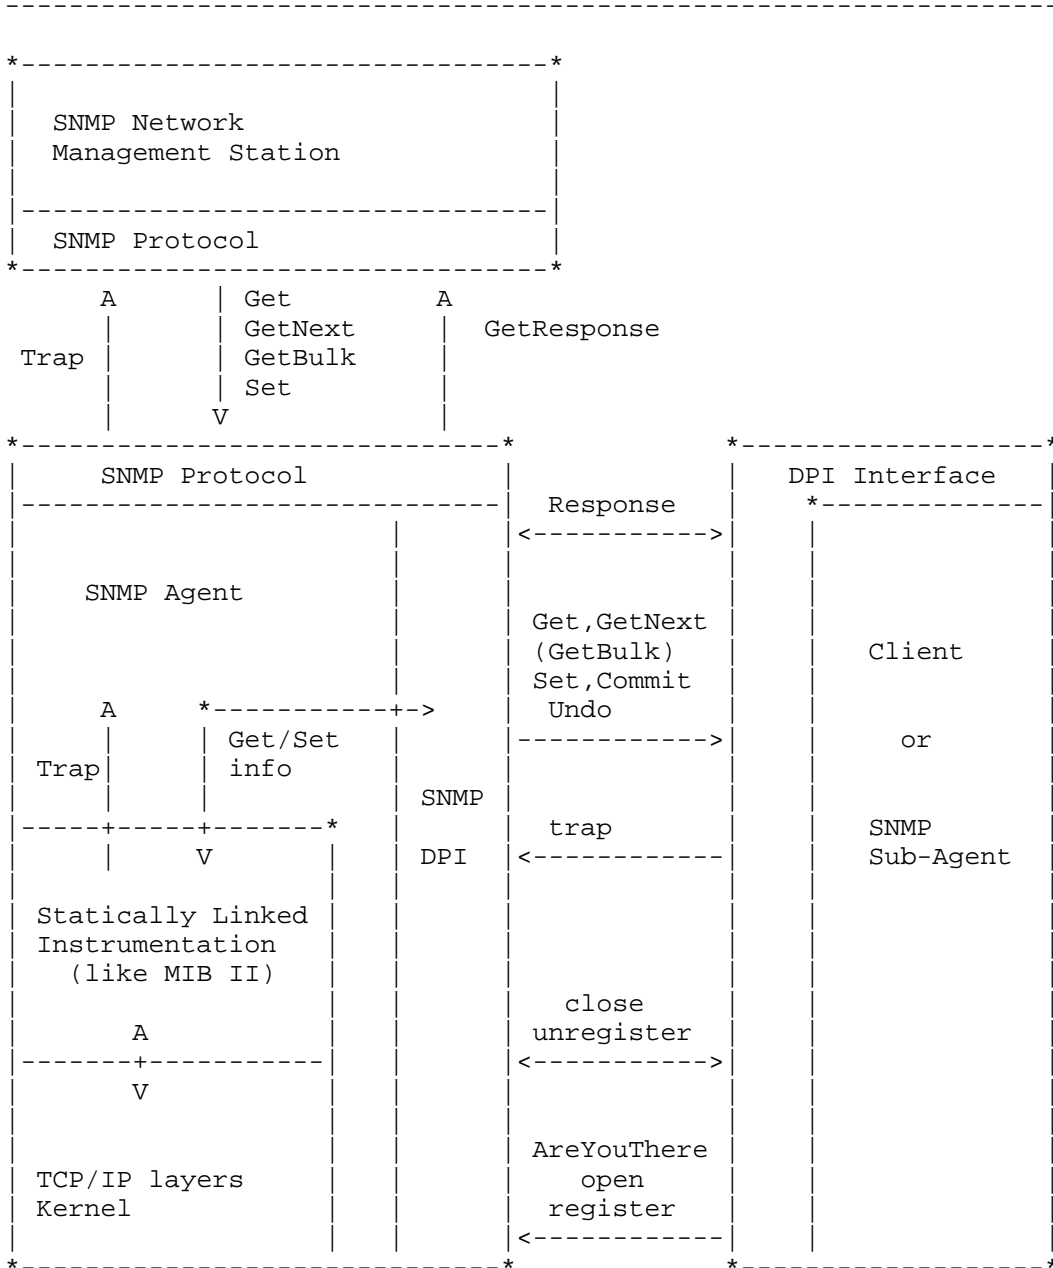 SNMP Network
Management Station
SNMP Protocol
A | Get A
| GetNext | GetResponse
Trap | | GetBulk |
| | Set |
| V |
SNMP Protocol DPI Interface
Response
SNMP Agent
Get,GetNext
(GetBulk) Client
Set,Commit
A *-----------+-> Undo
Get/Set or
Trap info
SNMP
trap SNMP
V DPI Sub-Agent
Statically Linked
Instrumentation
(like MIB II)
close
A unregister
V
AreYouThere
TCP/IP layers open
Kernel register